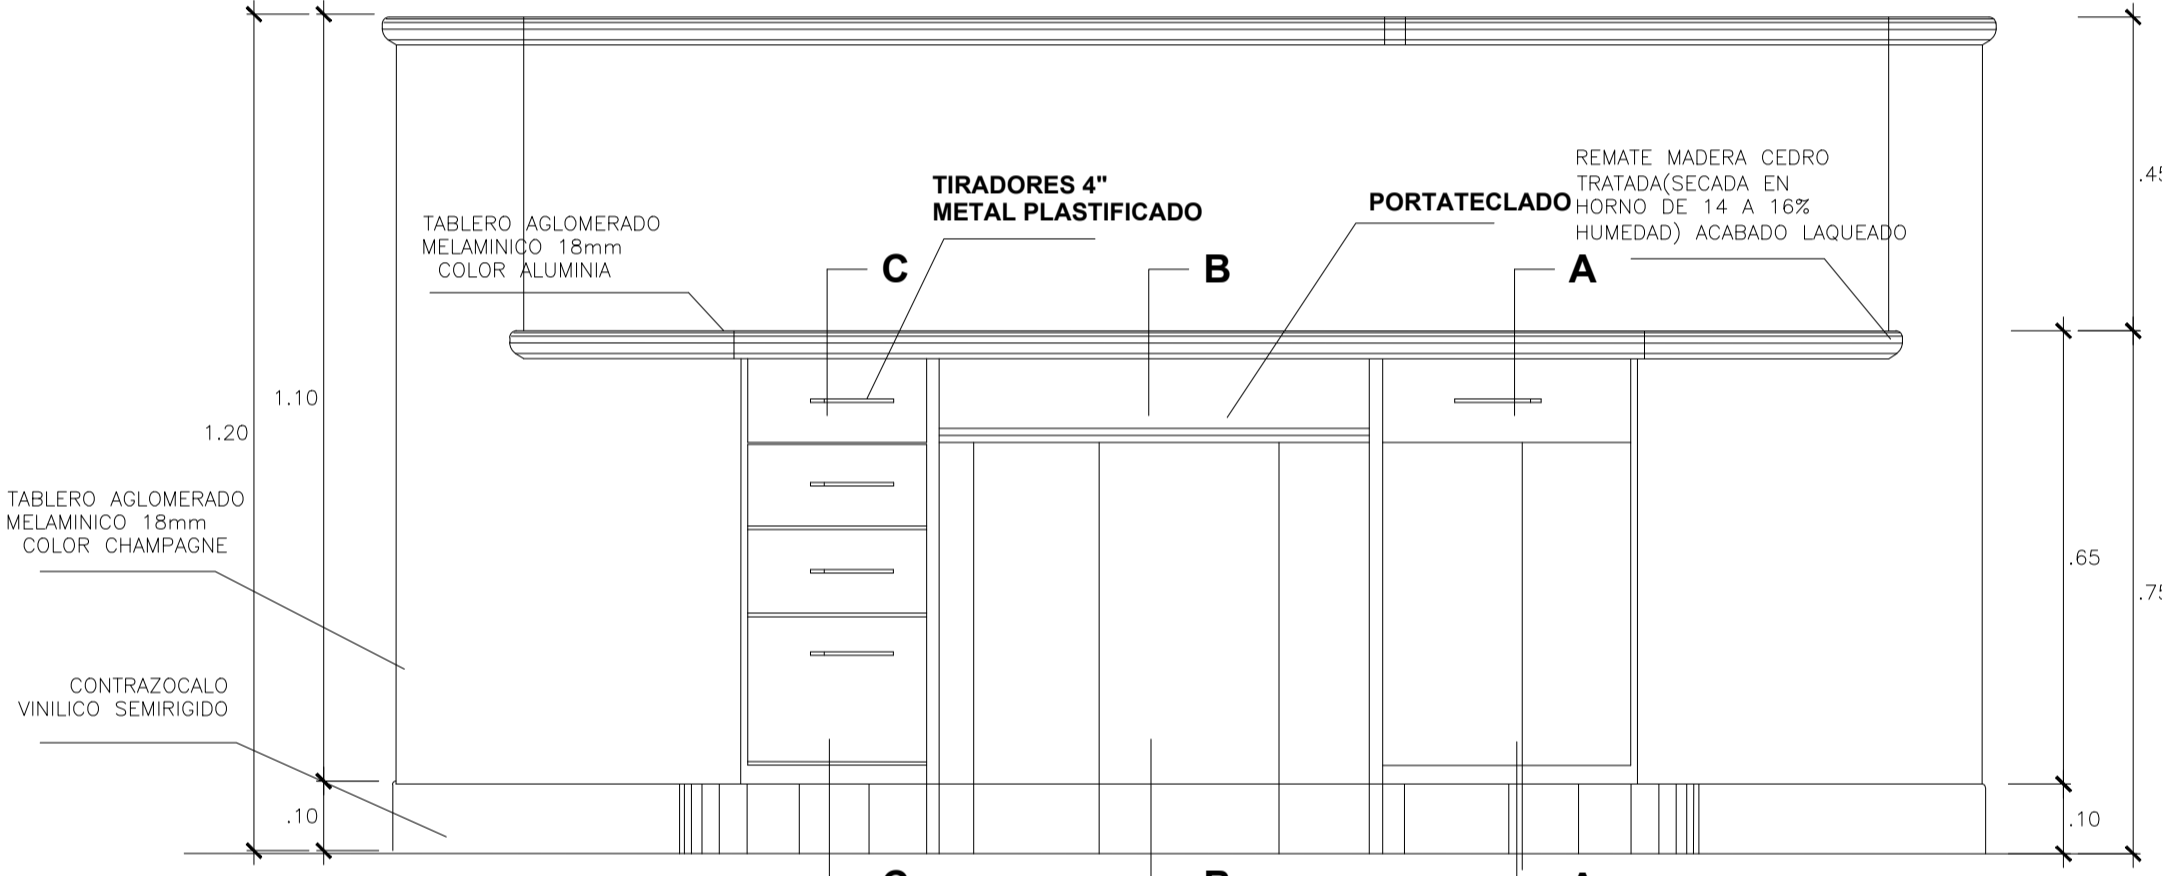 TIRADORES 4"
METAL PLASTIFICADO
PORTATECLADO
REMATE MADERA CEDRO
TRATADA(SECADA EN
HORNO DE 14 A 16%
HUMEDAD) ACABADO LAQUEADO
TABLERO AGLOMERADO
MELAMINICO 18mm
COLOR ALUMINIA
C
B
A
1.10
1.20
TABLERO AGLOMERADO
MELAMINICO 18mm
COLOR CHAMPAGNE
CONTRAZOCALO
VINILICO SEMIRIGIDO
.10
.65
.10